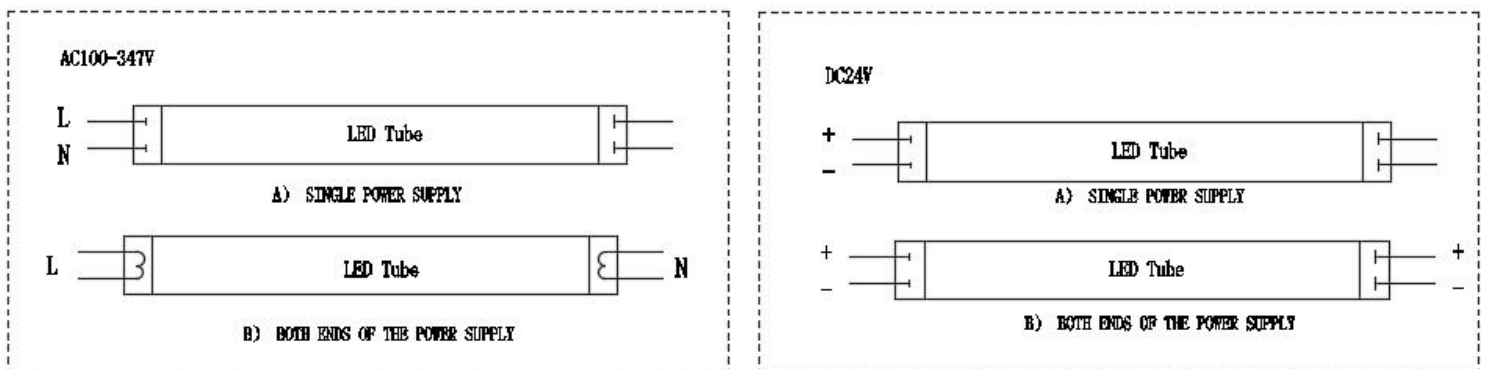 AC100-347V
L
N
LED Tube
A) SINGLE POWER SUPPLY
L
LED Tube
N
B) BOTH ENDS OF THE POWER SUPPLY
DC24V
+
-
LED Tube
A) SINGLE POWER SUPPLY
+
-
LED Tube
+
-
B) BOTH ENDS OF THE POWER SUPPLY